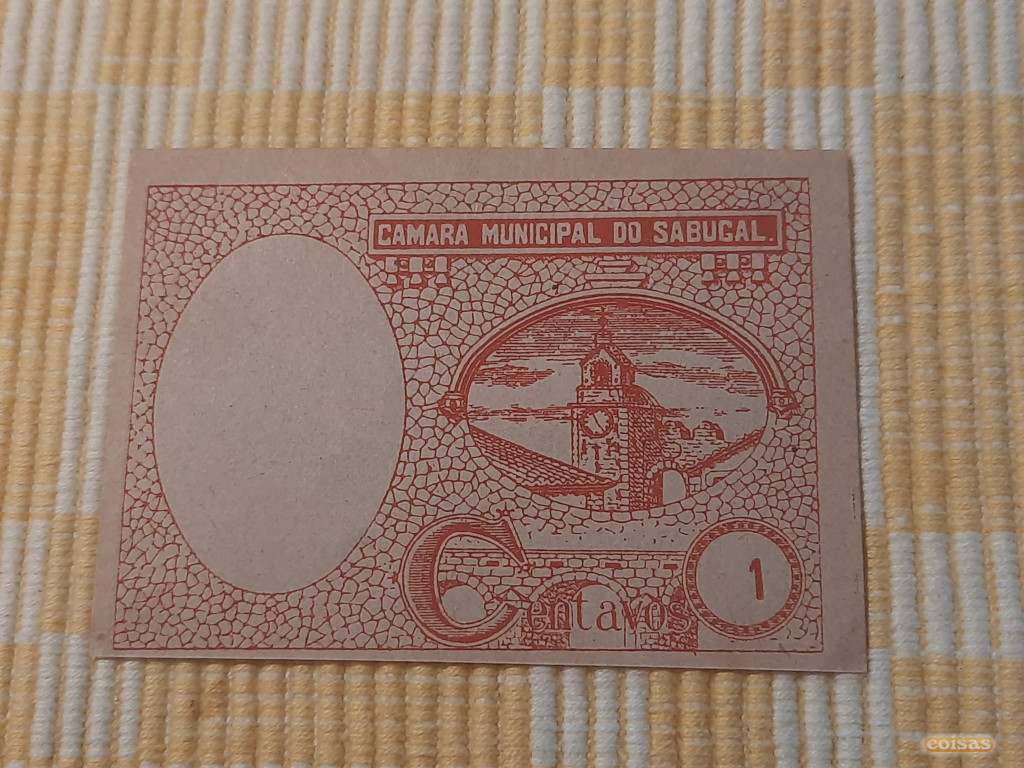 CAMARA MUNICIPAL DO SABUGAL.
Centavos 1
coisas